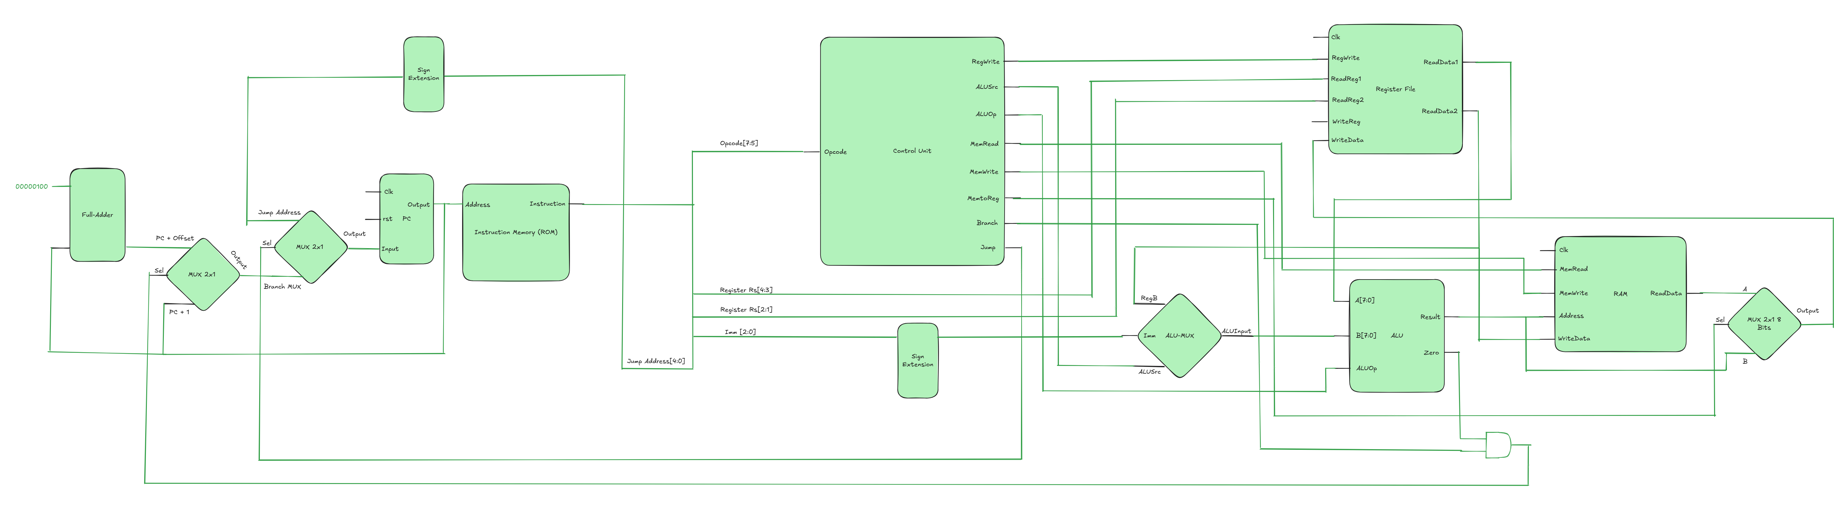 00000100
Full-Adder
PC + Offset
Sel
MUX 2x1
Output
PC + 1
Sign
Extension
Jump Address
Sel
MUX 2x1
Output
Branch MUX
Clk
Output
rst PC
Input
Address
Instruction
Instruction Memory (ROM)
Opcode[7:5]
Register Rs[4:3]
Register Rs[2:1]
Imn [2:0]
Jump Address[4:0]
Opcode
Control Unit
RegWrite
ALUSrc
ALUOp
MemRead
MemWrite
MemtoReg
Branch
Jump
Sign
Extension
RegB
Imm ALU-MUX
ALUSrc
ALUInput
Clk
RegWrite
ReadReg1
ReadReg2
WriteReg
WriteData
Register File
ReadData1
ReadData2
A[7:0]
B[7:0]
ALU
ALUOp
Result
Zero
Clk
MemRead
MemWrite
Address
WriteData
RAM
ReadData
A
Sel
MUX 2x1 8
Bits
Output
B